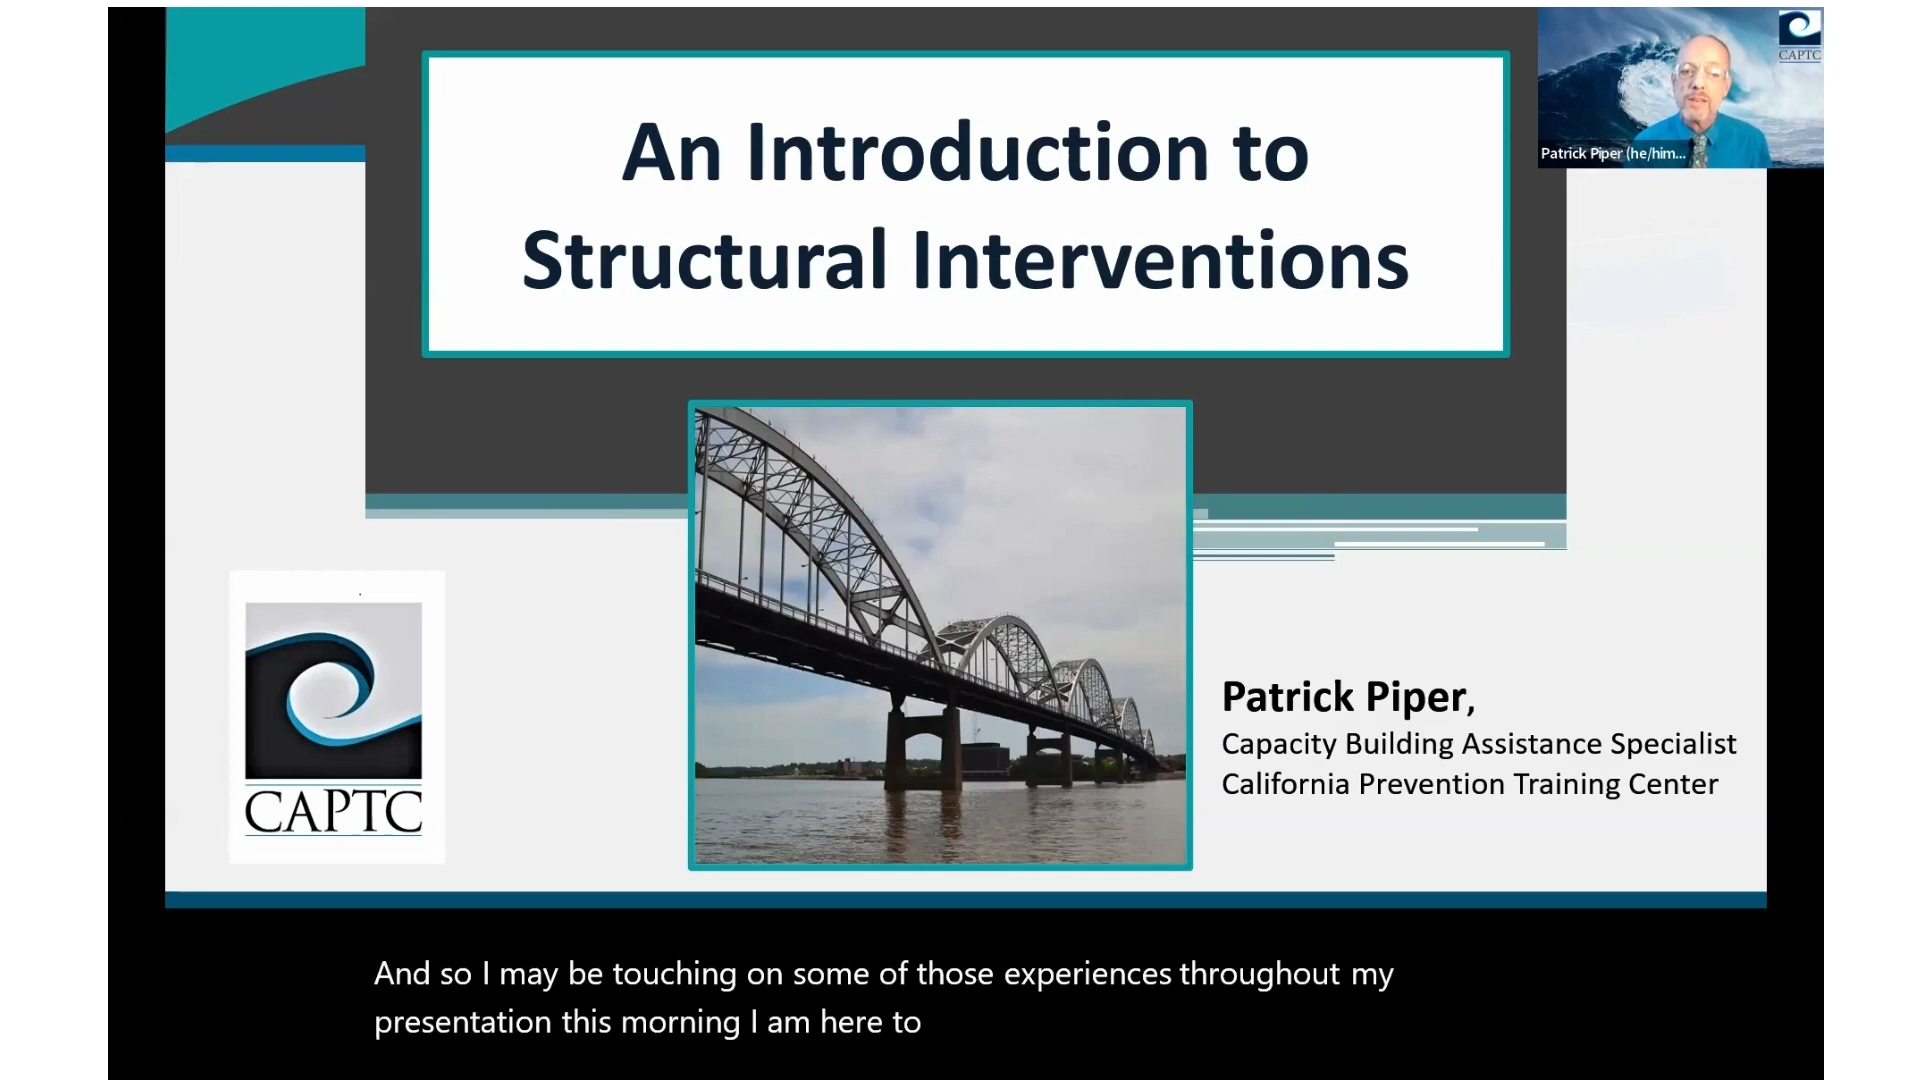 An Introduction to
Structural Interventions
CAPTC
Patrick Piper (he/him...
CAPTC
Patrick Piper,
Capacity Building Assistance Specialist
California Prevention Training Center
And so I may be touching on some of those experiences throughout my
presentation this morning I am here to